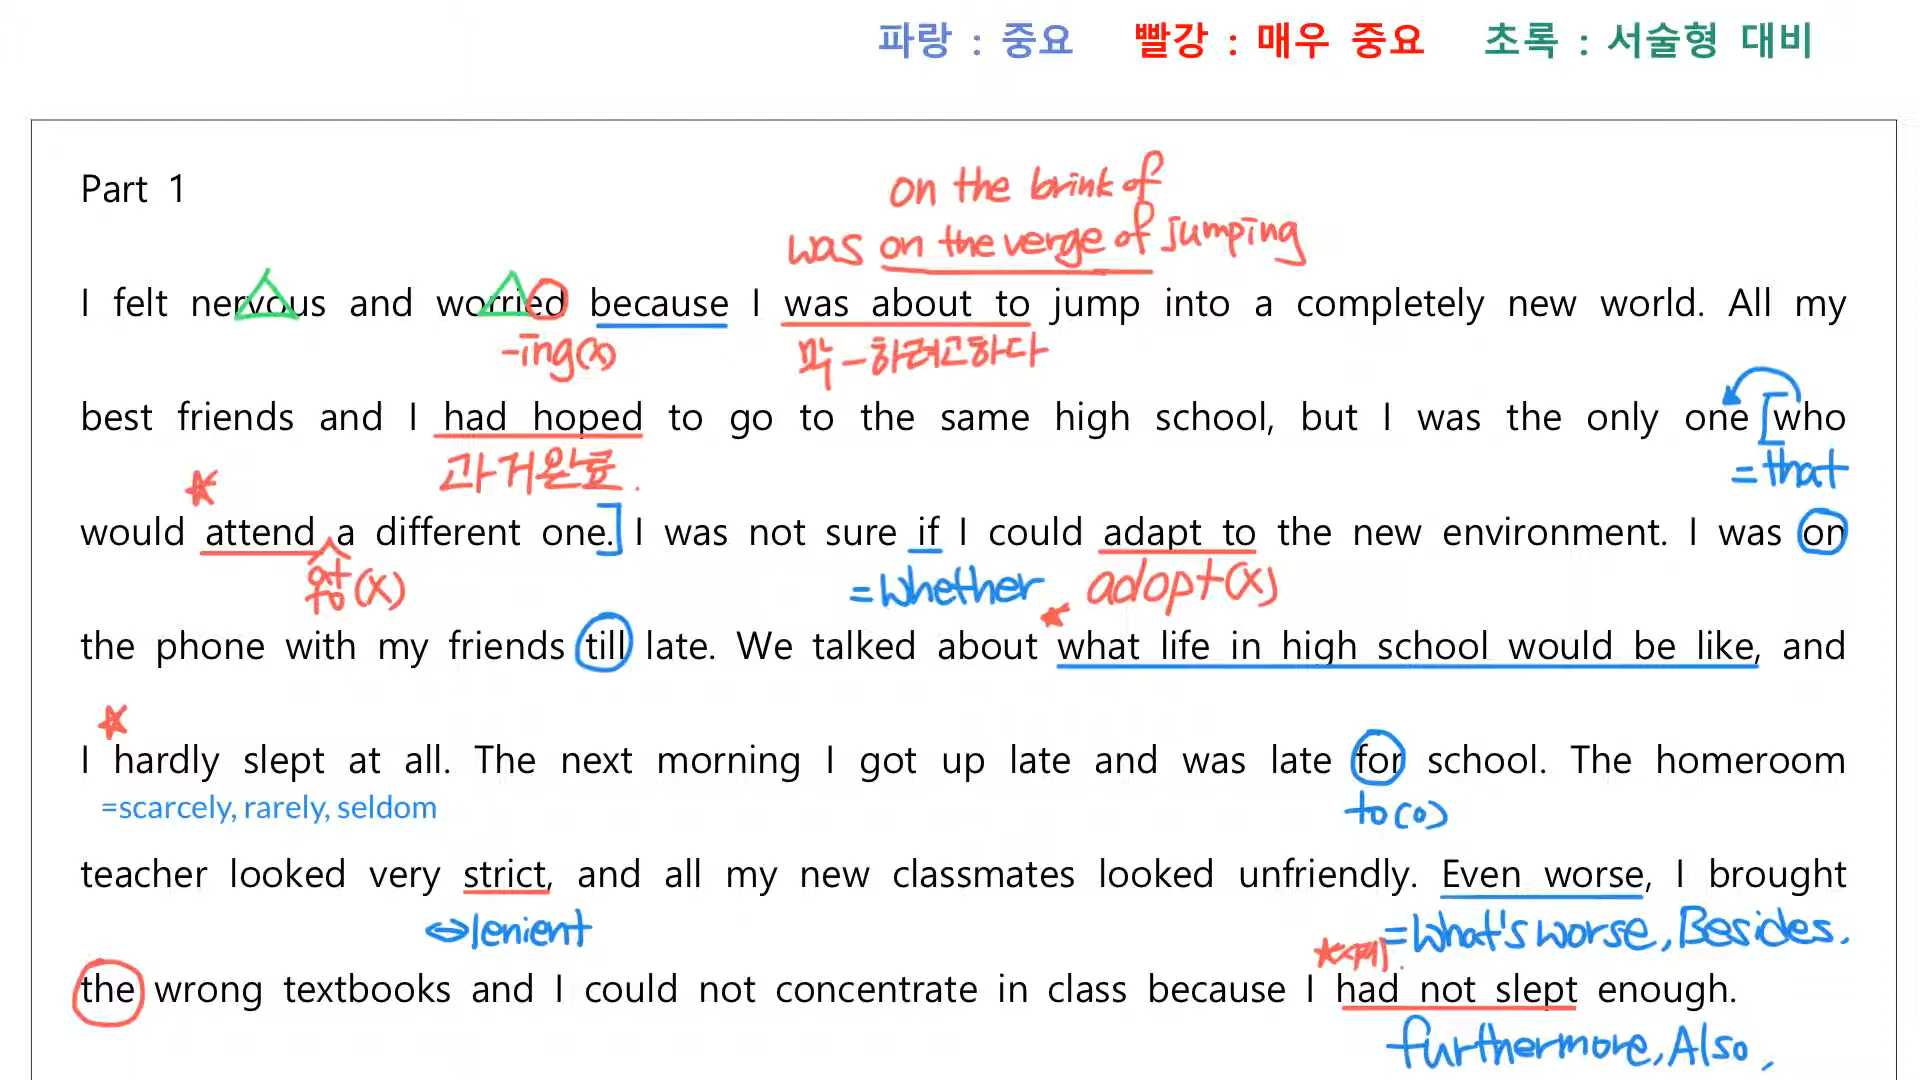 파랑 : 중요 빨강 : 매우 중요 초록 : 서술형 대비
Part 1
on the brink of
was on the verge of jumping
I felt nervous and worried because I was about to jump into a completely new world. All my
-ing(x) 막 -하려고하다
best friends and I had hoped to go to the same high school, but I was the only one [who
과거완료. =that
would attend a different one.] I was not sure if I could adapt to the new environment. I was on
at
to (x) =whether adopt(x)
the phone with my friends till late. We talked about what life in high school would be like, and
I hardly slept at all. The next morning I got up late and was late for school. The homeroom
=scarcely, rarely, seldom to(o)
teacher looked very strict, and all my new classmates looked unfriendly. Even worse, I brought
⇔lenient =What's worse, Besides.
the wrong textbooks and I could not concentrate in class because I had not slept enough.
furthermore, Also,